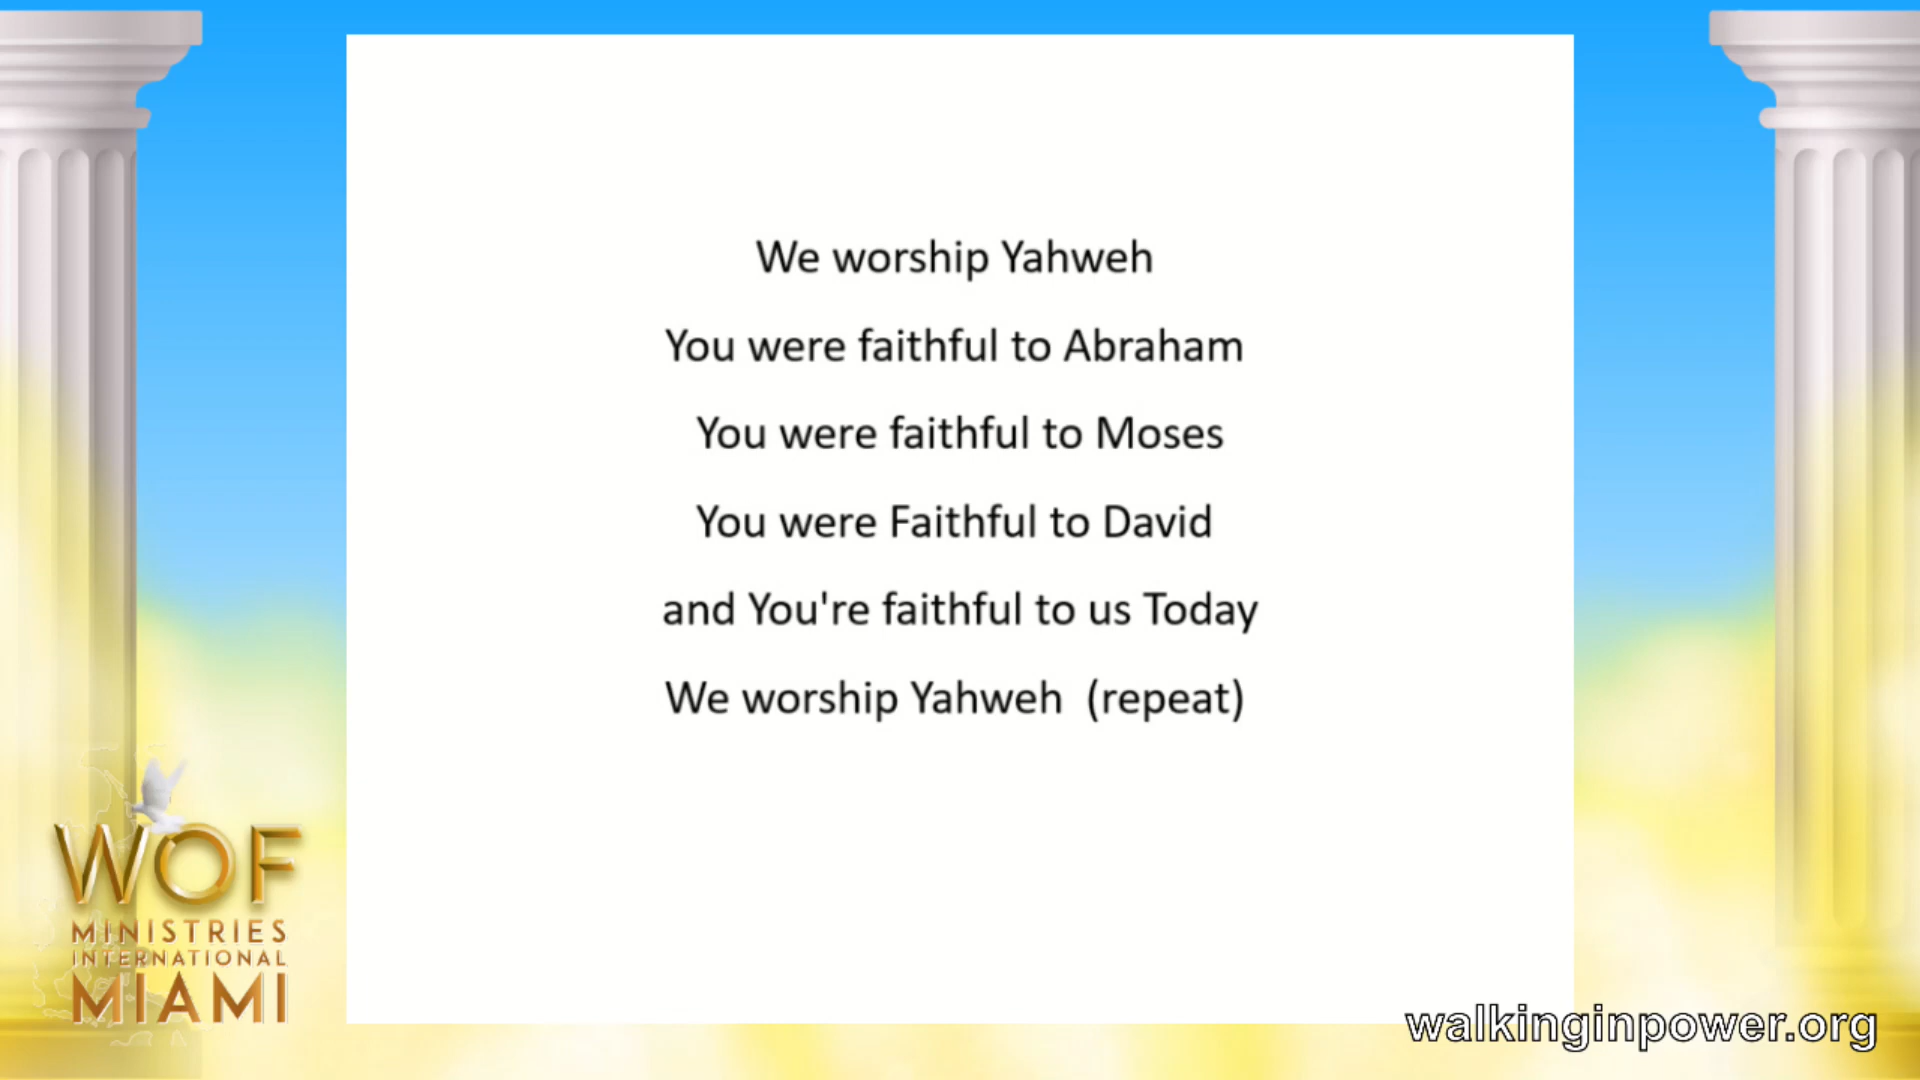 We worship Yahweh
You were faithful to Abraham
You were faithful to Moses
You were Faithful to David
and You're faithful to us Today
We worship Yahweh  (repeat)
WOF
MINISTRIES
INTERNATIONAL
MIAMI
walkinginpower.org